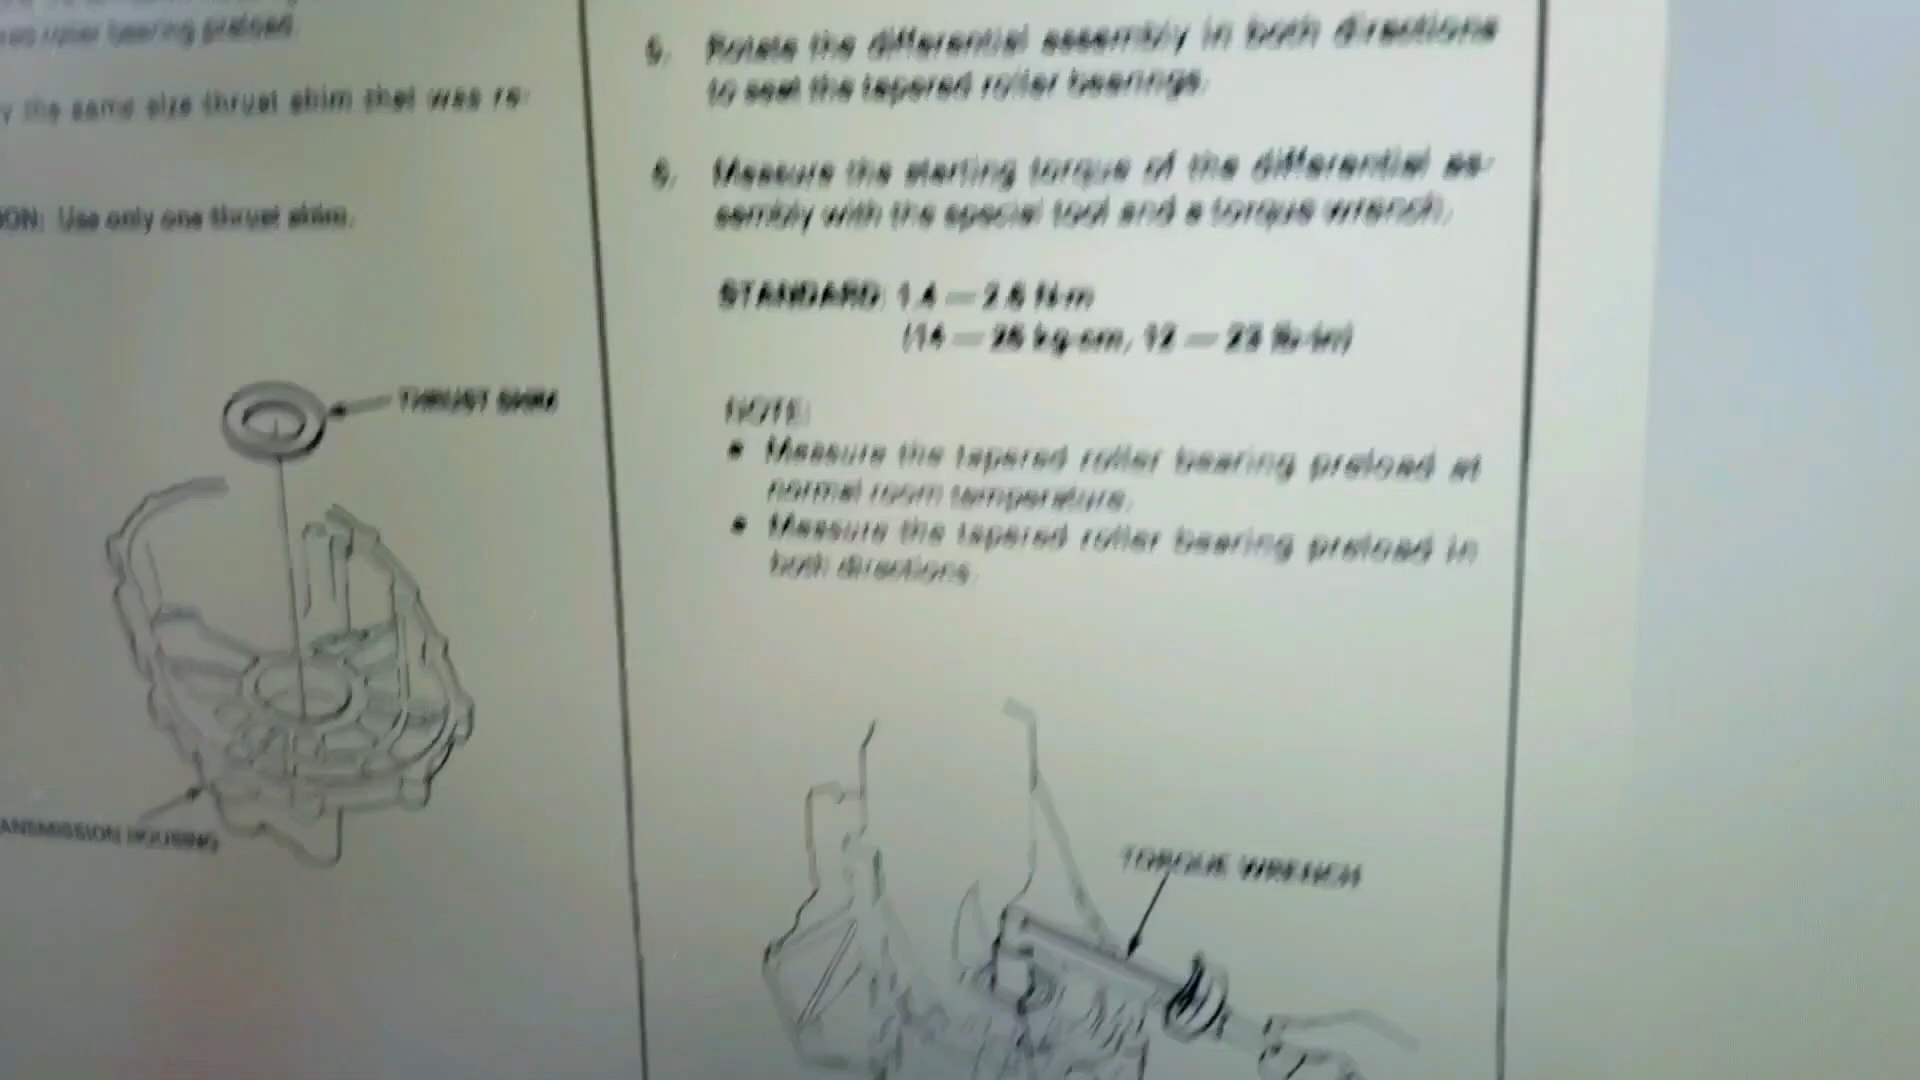 roller bearing preload.
the same size thrust shim that was re-
ION: Use only one thrust shim.
THRUST SHIM
ANSMISSION HOUSING
5. Rotate the differential assembly in both directions
to seat the tapered roller bearings.
6. Measure the starting torque of the differential as-
sembly with the special tool and a torque wrench.
STANDARD: 1.4 — 2.6 N·m
(14 — 26 kg-cm, 12 — 23 lb-in)
NOTE:
• Measure the tapered roller bearing preload at
normal room temperature.
• Measure the tapered roller bearing preload in
both directions.
TORQUE WRENCH